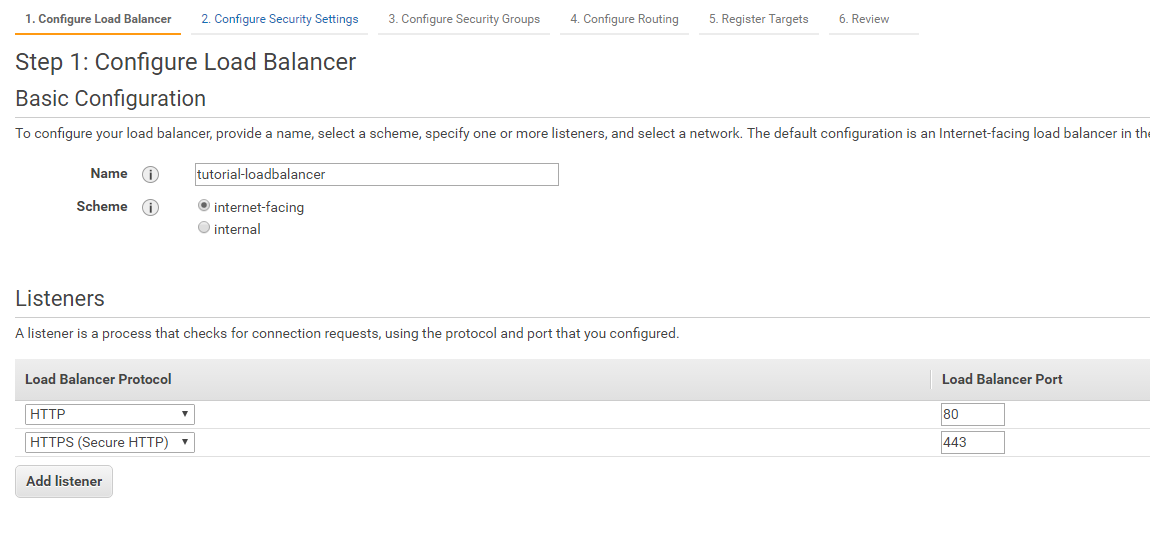 1. Configure Load Balancer 2. Configure Security Settings 3. Configure Security Groups 4. Configure Routing 5. Register Targets 6. Review
Step 1: Configure Load Balancer
Basic Configuration
To configure your load balancer, provide a name, select a scheme, specify one or more listeners, and select a network. The default configuration is an Internet-facing load balancer in the
Name i tutorial-loadbalancer
Scheme i internet-facing
internal
Listeners
A listener is a process that checks for connection requests, using the protocol and port that you configured.
Load Balancer Protocol Load Balancer Port
HTTP 80
HTTPS (Secure HTTP) 443
Add listener